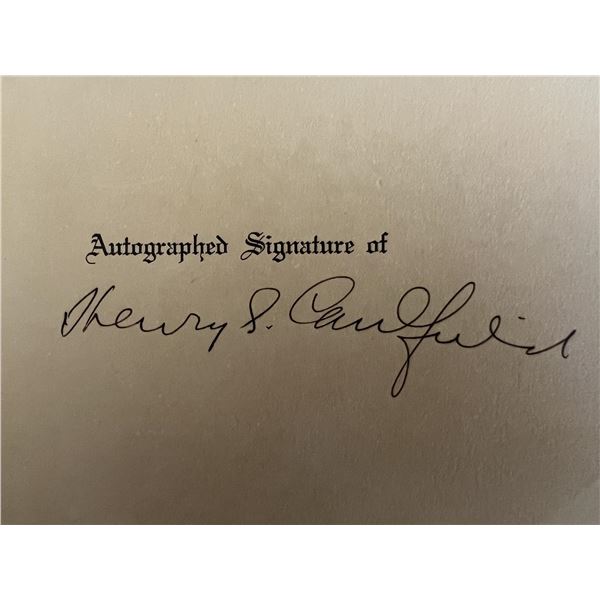 Autographed Signature of
Henry S. Caulfield